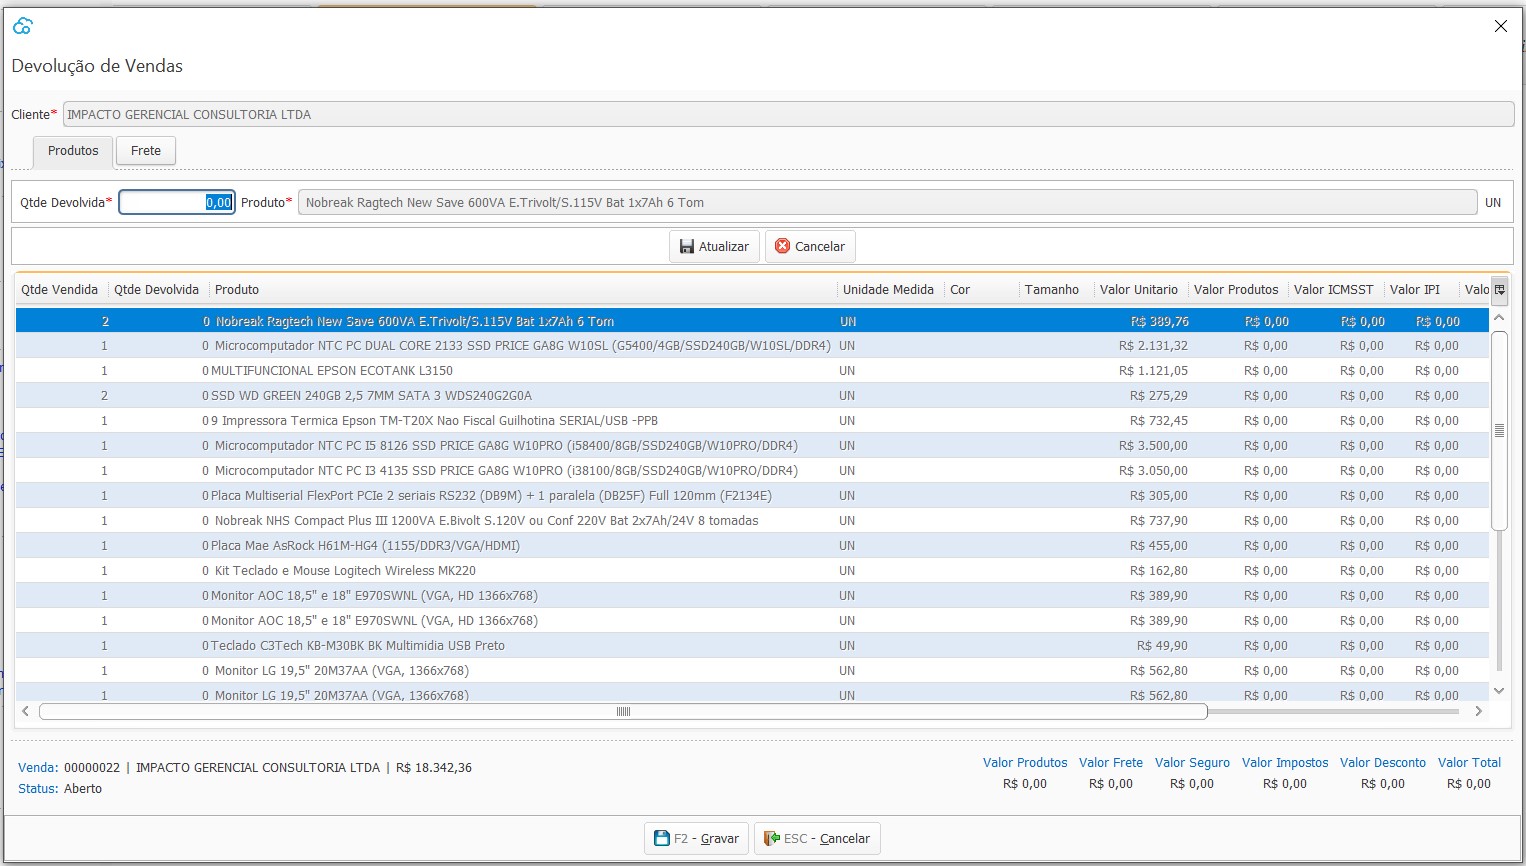 Devolução de Vendas
Cliente* IMPACTO GERENCIAL CONSULTORIA LTDA
Produtos Frete
Qtde Devolvida* 0,00 Produto* Nobreak Ragtech New Save 600VA E.Trivolt/S.115V Bat 1x7Ah 6 Tom UN
Atualizar Cancelar
Qtde Vendida Qtde Devolvida Produto Unidade Medida Cor Tamanho Valor Unitario Valor Produtos Valor ICMSST Valor IPI Valo
2 0 Nobreak Ragtech New Save 600VA E.Trivolt/S.115V Bat 1x7Ah 6 Tom UN R$ 389,76 R$ 0,00 R$ 0,00 R$ 0,00
1 0 Microcomputador NTC PC DUAL CORE 2133 SSD PRICE GA8G W10SL (G5400/4GB/SSD240GB/W10SL/DDR4) UN R$ 2.131,32 R$ 0,00 R$ 0,00 R$ 0,00
1 0 MULTIFUNCIONAL EPSON ECOTANK L3150 UN R$ 1.121,05 R$ 0,00 R$ 0,00 R$ 0,00
2 0 SSD WD GREEN 240GB 2,5 7MM SATA 3 WDS240G2G0A UN R$ 275,29 R$ 0,00 R$ 0,00 R$ 0,00
1 0 9 Impressora Termica Epson TM-T20X Nao Fiscal Guilhotina SERIAL/USB -PPB UN R$ 732,45 R$ 0,00 R$ 0,00 R$ 0,00
1 0 Microcomputador NTC PC I5 8126 SSD PRICE GA8G W10PRO (i58400/8GB/SSD240GB/W10PRO/DDR4) UN R$ 3.500,00 R$ 0,00 R$ 0,00 R$ 0,00
1 0 Microcomputador NTC PC I3 4135 SSD PRICE GA8G W10PRO (i38100/8GB/SSD240GB/W10PRO/DDR4) UN R$ 3.050,00 R$ 0,00 R$ 0,00 R$ 0,00
1 0 Placa Multiserial FlexPort PCIe 2 seriais RS232 (DB9M) + 1 paralela (DB25F) Full 120mm (F2134E) UN R$ 305,00 R$ 0,00 R$ 0,00 R$ 0,00
1 0 Nobreak NHS Compact Plus III 1200VA E.Bivolt S.120V ou Conf 220V Bat 2x7Ah/24V 8 tomadas UN R$ 737,90 R$ 0,00 R$ 0,00 R$ 0,00
1 0 Placa Mae AsRock H61M-HG4 (1155/DDR3/VGA/HDMI) UN R$ 455,00 R$ 0,00 R$ 0,00 R$ 0,00
1 0 Kit Teclado e Mouse Logitech Wireless MK220 UN R$ 162,80 R$ 0,00 R$ 0,00 R$ 0,00
1 0 Monitor AOC 18,5" e 18" E970SWNL (VGA, HD 1366x768) UN R$ 389,90 R$ 0,00 R$ 0,00 R$ 0,00
1 0 Monitor AOC 18,5" e 18" E970SWNL (VGA, HD 1366x768) UN R$ 389,90 R$ 0,00 R$ 0,00 R$ 0,00
1 0 Teclado C3Tech KB-M30BK BK Multimidia USB Preto UN R$ 49,90 R$ 0,00 R$ 0,00 R$ 0,00
1 0 Monitor LG 19,5" 20M37AA (VGA, 1366x768) UN R$ 562,80 R$ 0,00 R$ 0,00 R$ 0,00
1 0 Monitor LG 19,5" 20M37AA (VGA, 1366x768) UN R$ 562,80 R$ 0,00 R$ 0,00 R$ 0,00
Venda: 00000022 | IMPACTO GERENCIAL CONSULTORIA LTDA | R$ 18.342,36
Status: Aberto
Valor Produtos Valor Frete Valor Seguro Valor Impostos Valor Desconto Valor Total
R$ 0,00 R$ 0,00 R$ 0,00 R$ 0,00 R$ 0,00 R$ 0,00
F2 - Gravar ESC - Cancelar